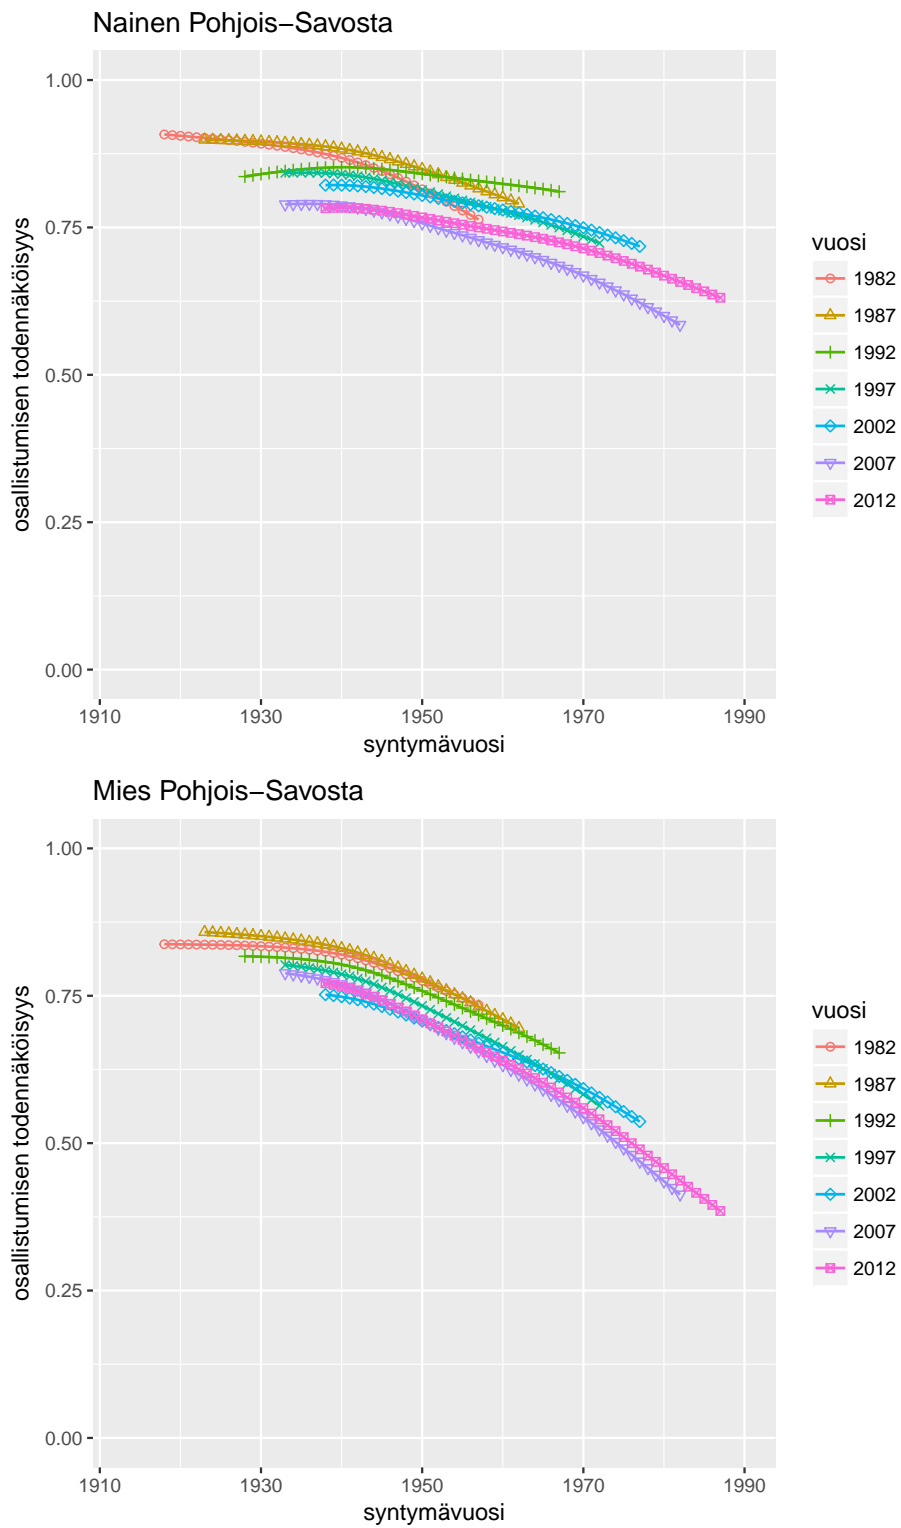 Nainen Pohjois−Savosta
1.00
0.75
0.50
0.25
0.00
osallistumisen todennäköisyys
1910 1930 1950 1970 1990
syntymävuosi
vuosi
1982
1987
1992
1997
2002
2007
2012
Mies Pohjois−Savosta
1.00
0.75
0.50
0.25
0.00
osallistumisen todennäköisyys
1910 1930 1950 1970 1990
syntymävuosi
vuosi
1982
1987
1992
1997
2002
2007
2012